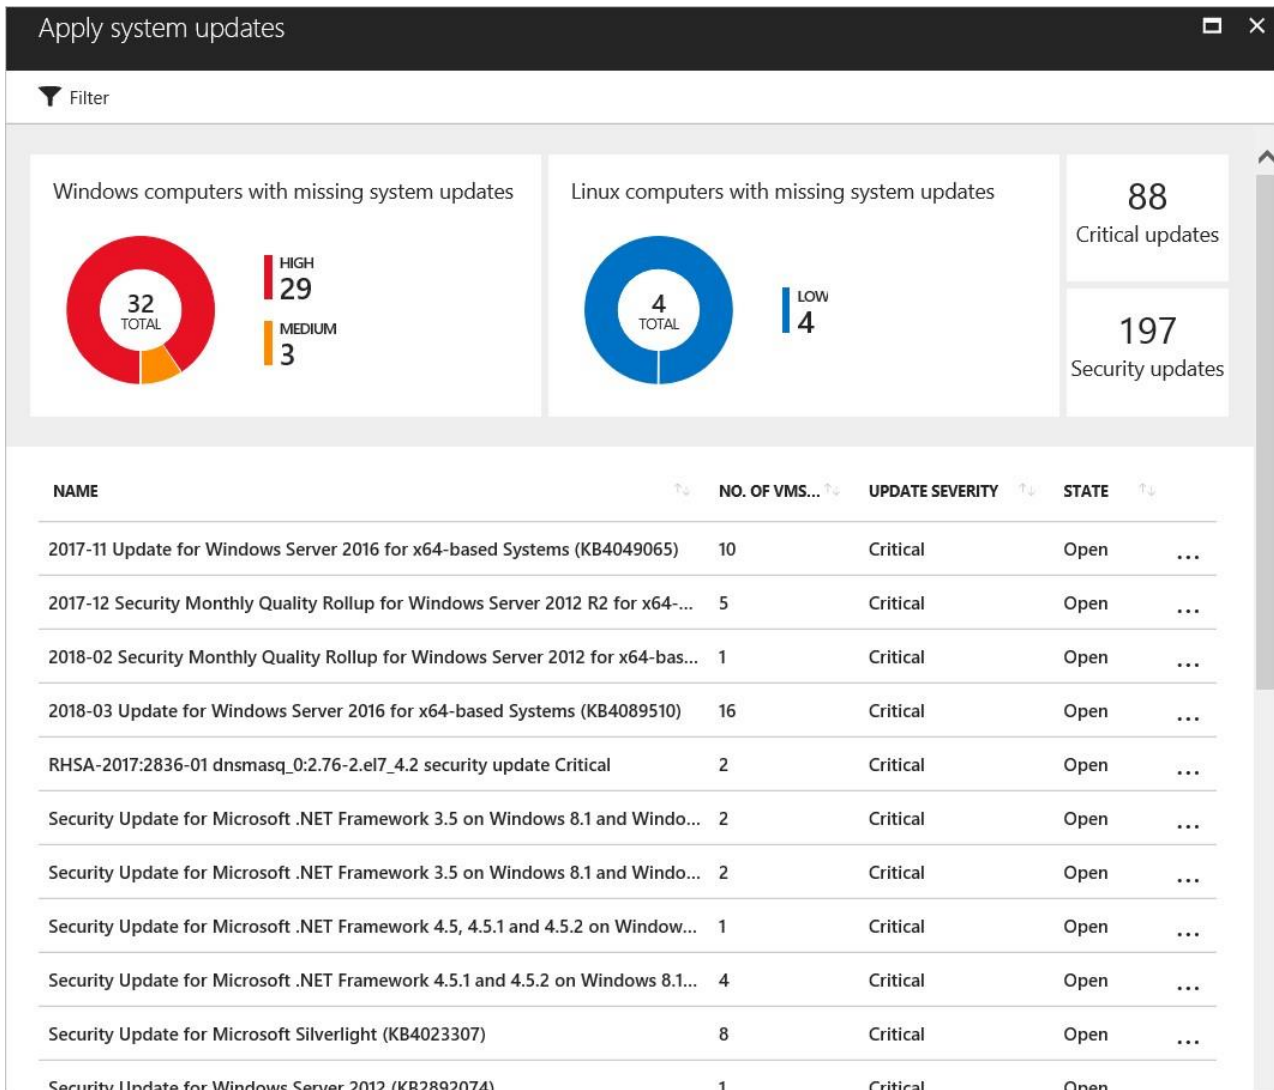 Apply system updates
Filter
Windows computers with missing system updates
32
TOTAL
HIGH
29
MEDIUM
3
Linux computers with missing system updates
4
TOTAL
LOW
4
88
Critical updates
197
Security updates
NAME NO. OF VMS... UPDATE SEVERITY STATE
2017-11 Update for Windows Server 2016 for x64-based Systems (KB4049065) 10 Critical Open ...
2017-12 Security Monthly Quality Rollup for Windows Server 2012 R2 for x64-... 5 Critical Open ...
2018-02 Security Monthly Quality Rollup for Windows Server 2012 for x64-bas... 1 Critical Open ...
2018-03 Update for Windows Server 2016 for x64-based Systems (KB4089510) 16 Critical Open ...
RHSA-2017:2836-01 dnsmasq_0:2.76-2.el7_4.2 security update Critical 2 Critical Open ...
Security Update for Microsoft .NET Framework 3.5 on Windows 8.1 and Windo... 2 Critical Open ...
Security Update for Microsoft .NET Framework 3.5 on Windows 8.1 and Windo... 2 Critical Open ...
Security Update for Microsoft .NET Framework 4.5, 4.5.1 and 4.5.2 on Window... 1 Critical Open ...
Security Update for Microsoft .NET Framework 4.5.1 and 4.5.2 on Windows 8.1... 4 Critical Open ...
Security Update for Microsoft Silverlight (KB4023307) 8 Critical Open ...
Security Update for Windows Server 2012 (KB2892074) 1 Critical Open